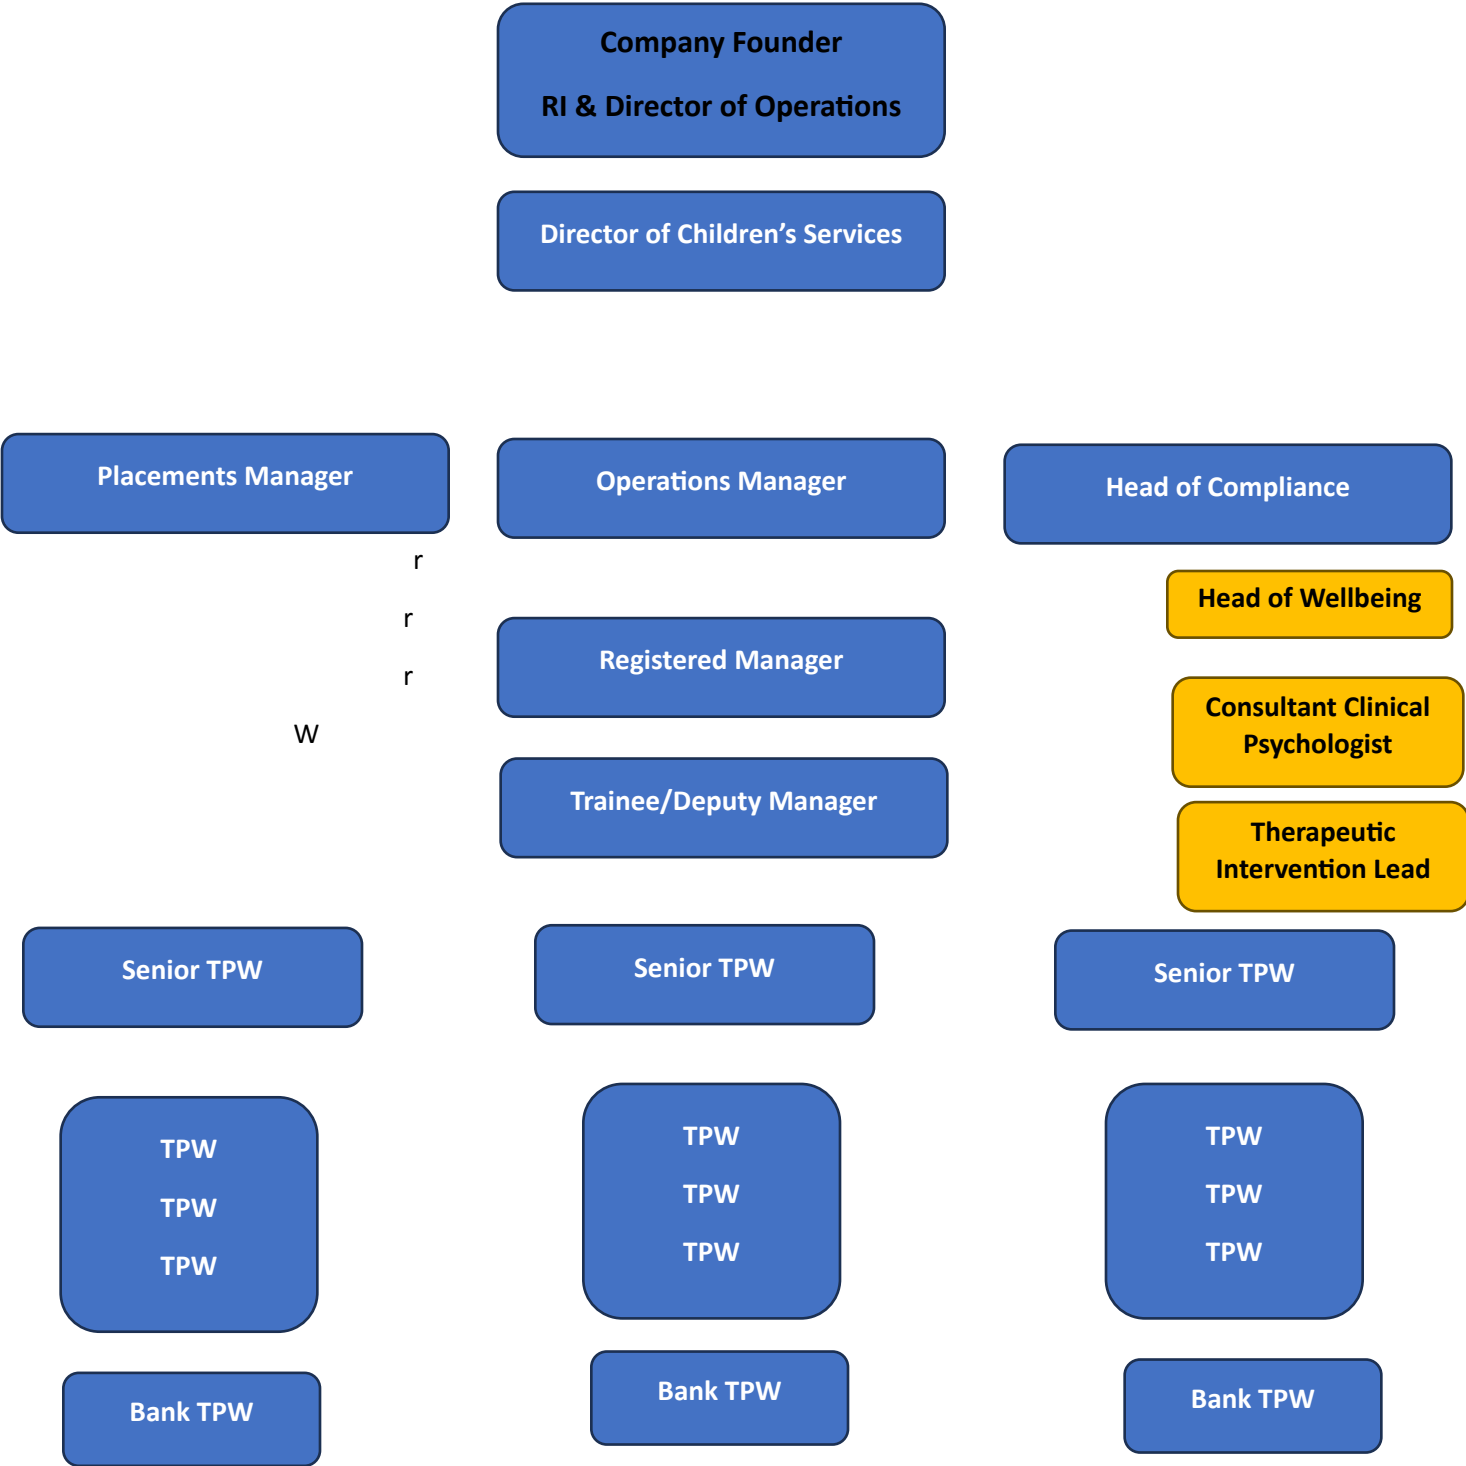 Company Founder
RI & Director of Operations
Director of Children’s Services
Placements Manager
Operations Manager
Head of Compliance
r
Head of Wellbeing
r
Registered Manager
r
Consultant Clinical
Psychologist
W
Trainee/Deputy Manager
Therapeutic
Intervention Lead
Senior TPW
Senior TPW
Senior TPW
TPW
TPW
TPW
TPW
TPW
TPW
TPW
TPW
TPW
Bank TPW
Bank TPW
Bank TPW